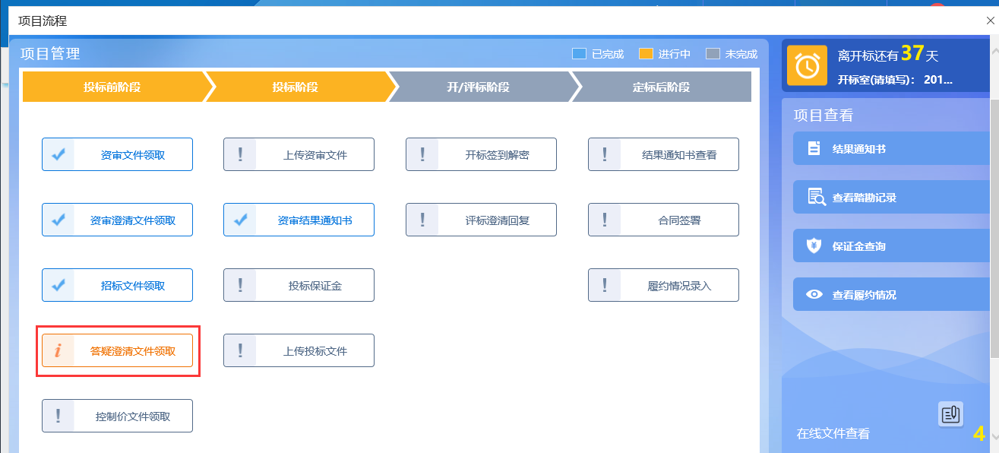 项目流程
项目管理
已完成
进行中
未完成
投标前阶段
投标阶段
开/评标阶段
定标后阶段
资审文件领取
上传资审文件
开标签到解密
结果通知书查看
资审澄清文件领取
资审结果通知书
评标澄清回复
合同签署
招标文件领取
投标保证金
履约情况录入
答疑澄清文件领取
上传投标文件
控制价文件领取
离开标还有37天
开标室(请填写)： 201...
项目查看
结果通知书
查看踏勘记录
保证金查询
查看履约情况
在线文件查看
4